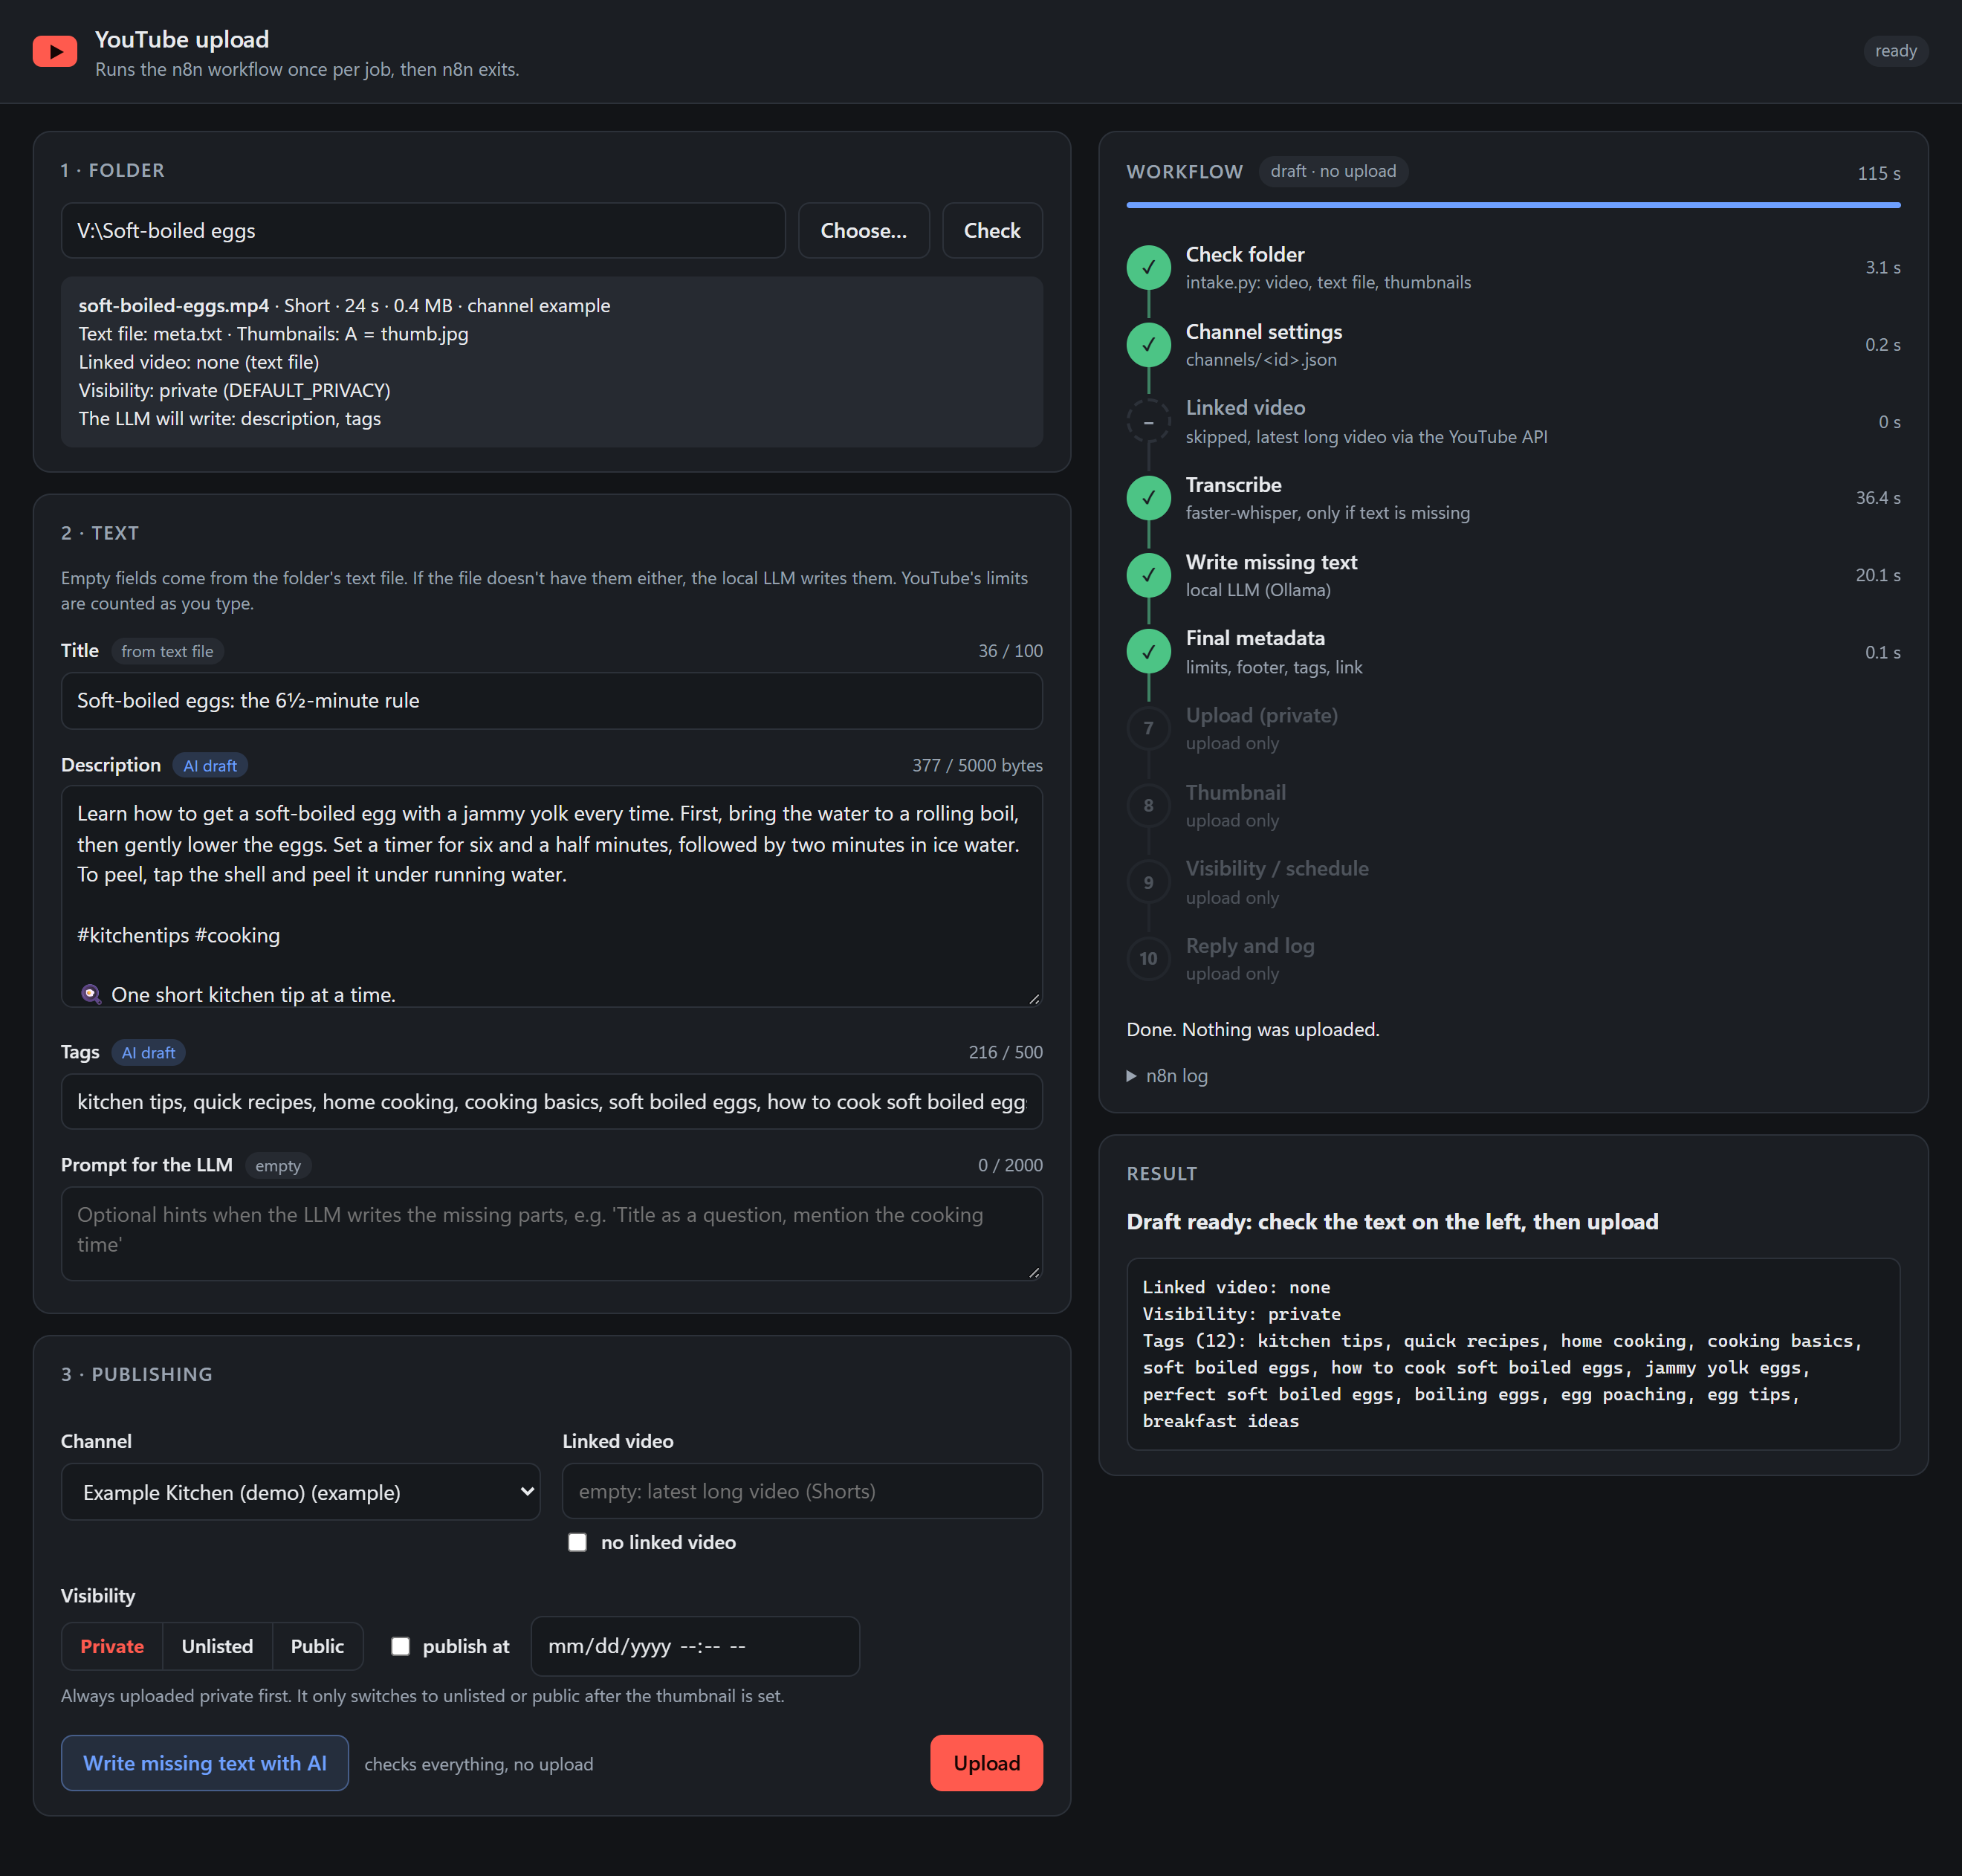 YouTube upload
Runs the n8n workflow once per job, then n8n exits.
ready
1 · FOLDER
V:\Soft-boiled eggs
Choose...
Check
soft-boiled-eggs.mp4 · Short · 24 s · 0.4 MB · channel example
Text file: meta.txt · Thumbnails: A = thumb.jpg
Linked video: none (text file)
Visibility: private (DEFAULT_PRIVACY)
The LLM will write: description, tags
2 · TEXT
Empty fields come from the folder's text file. If the file doesn't have them either, the local LLM writes them. YouTube's limits
are counted as you type.
Title from text file 36 / 100
Soft-boiled eggs: the 6½-minute rule
Description AI draft 377 / 5000 bytes
Learn how to get a soft-boiled egg with a jammy yolk every time. First, bring the water to a rolling boil,
then gently lower the eggs. Set a timer for six and a half minutes, followed by two minutes in ice water.
To peel, tap the shell and peel it under running water.
#kitchentips #cooking
🍳 One short kitchen tip at a time.
Tags AI draft 216 / 500
kitchen tips, quick recipes, home cooking, cooking basics, soft boiled eggs, how to cook soft boiled egg
Prompt for the LLM empty 0 / 2000
Optional hints when the LLM writes the missing parts, e.g. 'Title as a question, mention the cooking
time'
3 · PUBLISHING
Channel
Example Kitchen (demo) (example)
Linked video
empty: latest long video (Shorts)
no linked video
Visibility
Private Unlisted Public publish at mm/dd/yyyy --:-- --
Always uploaded private first. It only switches to unlisted or public after the thumbnail is set.
Write missing text with AI checks everything, no upload Upload
WORKFLOW draft · no upload 115 s
✓ Check folder 3.1 s
intake.py: video, text file, thumbnails
✓ Channel settings 0.2 s
channels/<id>.json
– Linked video 0 s
skipped, latest long video via the YouTube API
✓ Transcribe 36.4 s
faster-whisper, only if text is missing
✓ Write missing text 20.1 s
local LLM (Ollama)
✓ Final metadata 0.1 s
limits, footer, tags, link
7 Upload (private)
upload only
8 Thumbnail
upload only
9 Visibility / schedule
upload only
10 Reply and log
upload only
Done. Nothing was uploaded.
▶ n8n log
RESULT
Draft ready: check the text on the left, then upload
Linked video: none
Visibility: private
Tags (12): kitchen tips, quick recipes, home cooking, cooking basics,
soft boiled eggs, how to cook soft boiled eggs, jammy yolk eggs,
perfect soft boiled eggs, boiling eggs, egg poaching, egg tips,
breakfast ideas